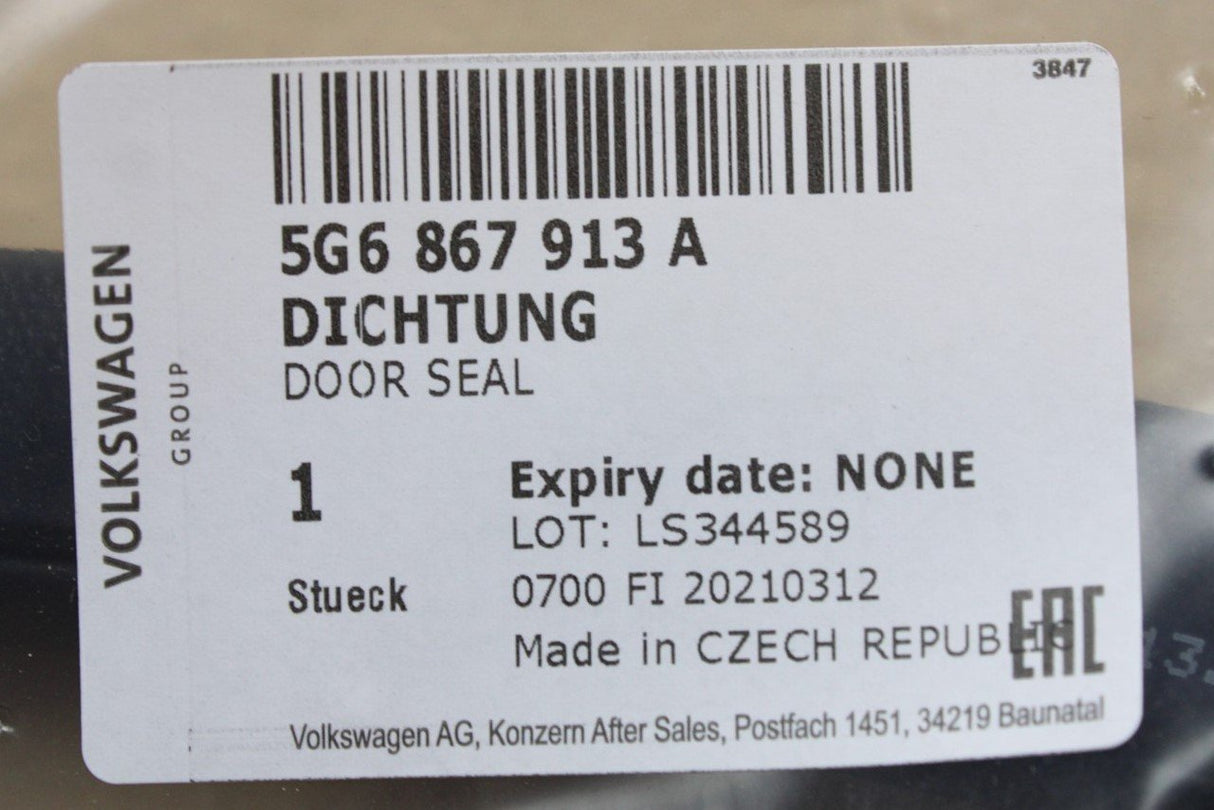 3847
VOLKSWAGEN
GROUP
5G6 867 913 A
DICHTUNG
DOOR SEAL
1
Expiry date: NONE
LOT: LS344589
Stueck
0700 FI 20210312
Made in CZECH REPUBLIC
EAC
Volkswagen AG, Konzern After Sales, Postfach 1451, 34219 Baunatal